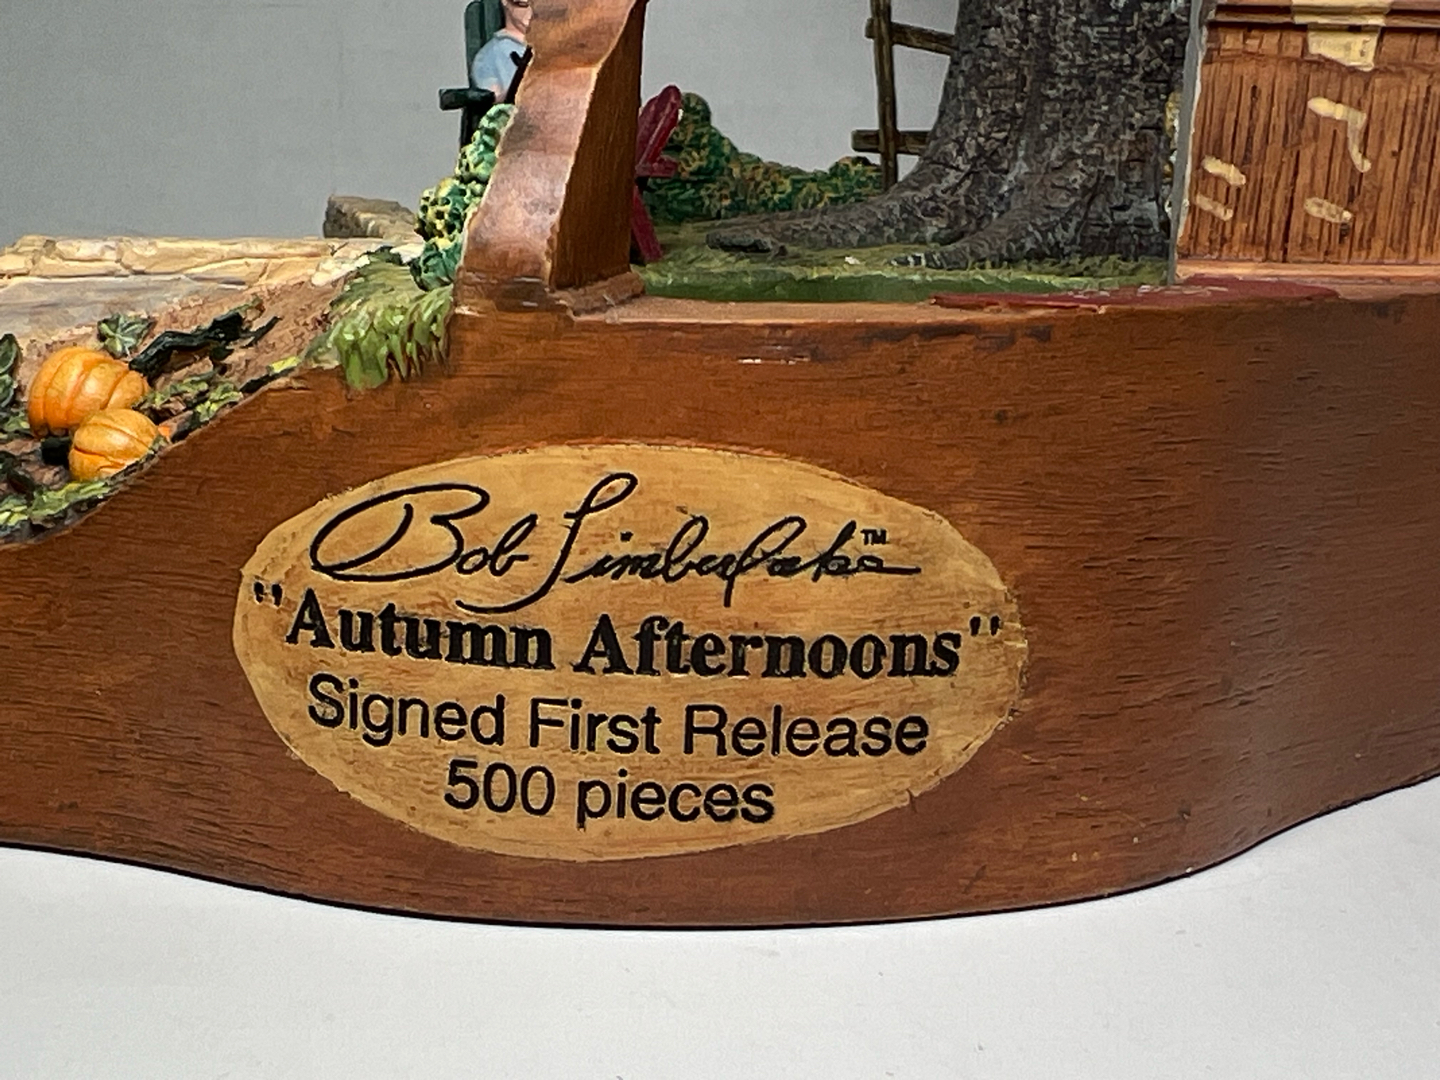 Bob Timberlake™
"Autumn Afternoons"
Signed First Release
500 pieces